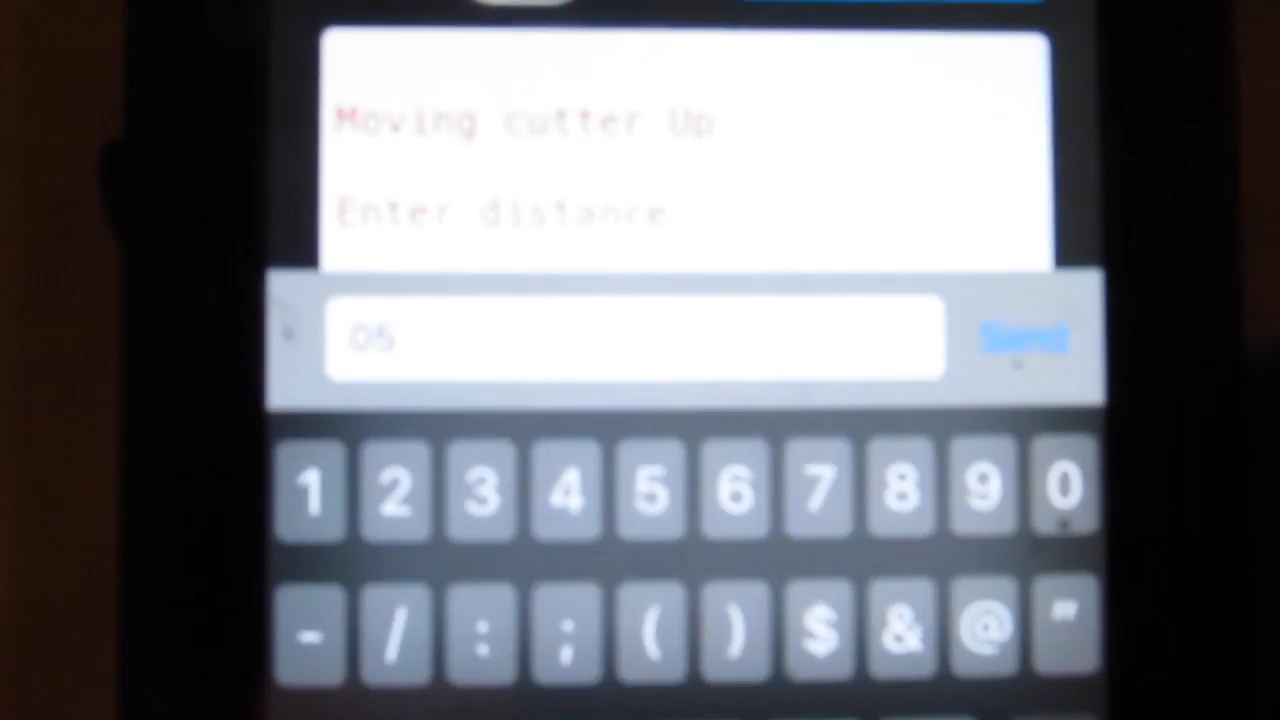 Moving cutter Up
Enter distance
.05
Send
1 2 3 4 5 6 7 8 9 0
- / : ; ( ) $ & @ "